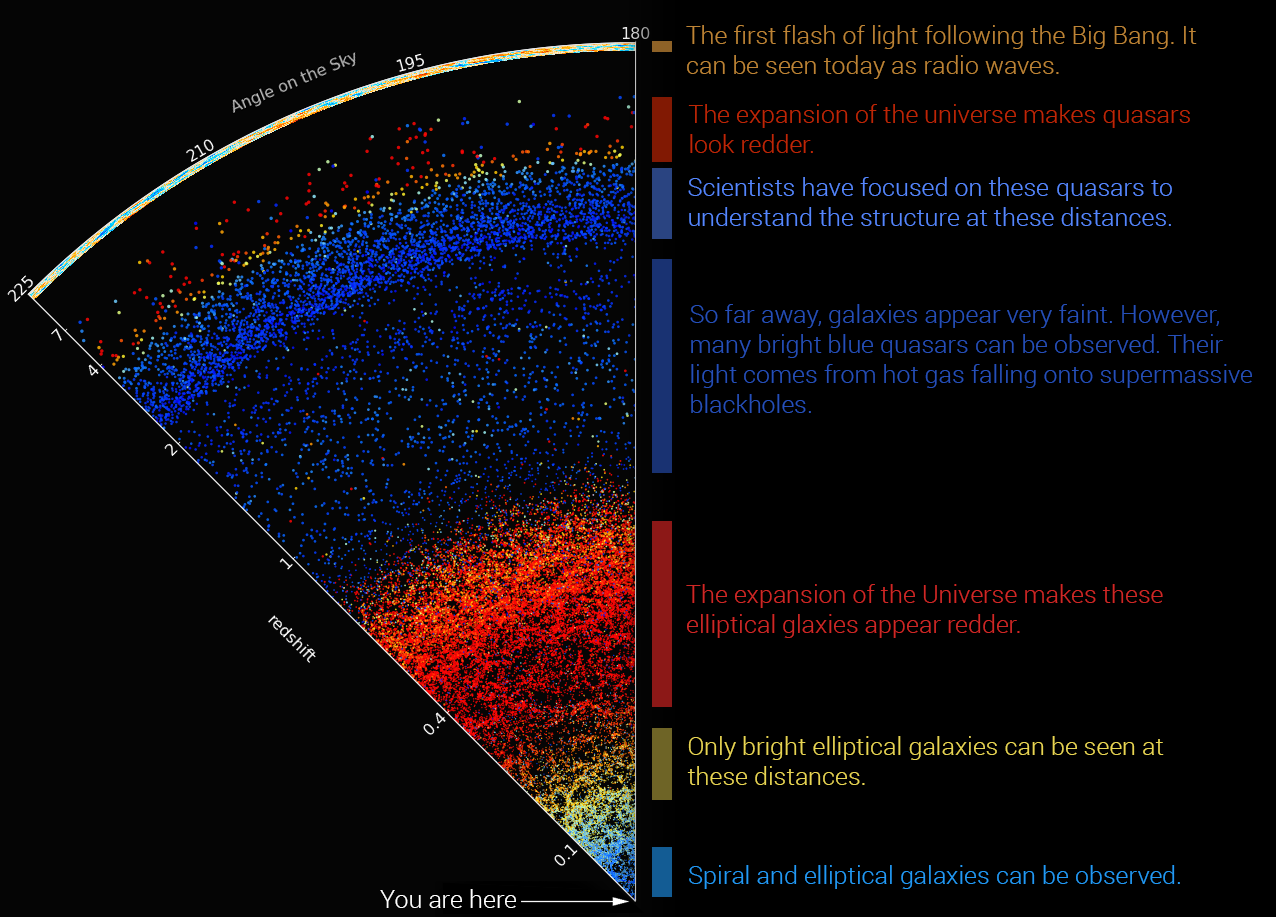 180
The first flash of light following the Big Bang. It
can be seen today as radio waves.
Angle on the Sky
195
210
225
The expansion of the universe makes quasars
look redder.
Scientists have focused on these quasars to
understand the structure at these distances.
So far away, galaxies appear very faint. However,
many bright blue quasars can be observed. Their
light comes from hot gas falling onto supermassive
blackholes.
7
4
2
1
redshift
0.4
0.1
The expansion of the Universe makes these
elliptical glaxies appear redder.
Only bright elliptical galaxies can be seen at
these distances.
Spiral and elliptical galaxies can be observed.
You are here